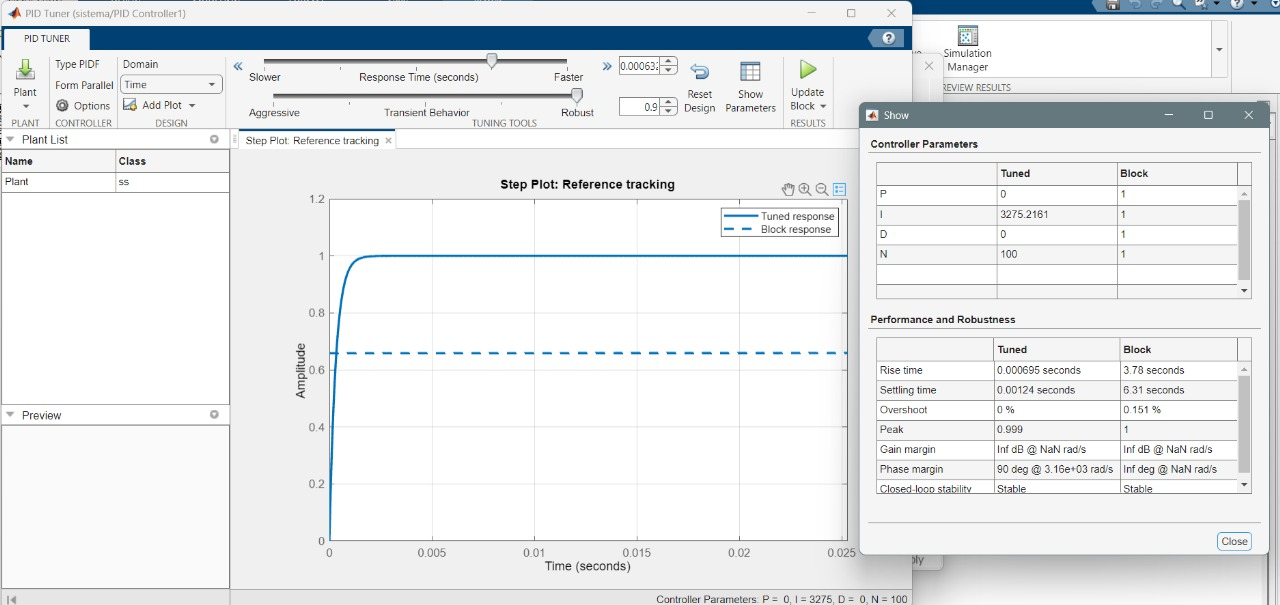 PID Tuner (sistema/PID Controller1)
PID TUNER
Simulation
Manager
REVIEW RESULTS
Plant
PLANT
Type PIDF
Form Parallel
Options
CONTROLLER
Domain
Time
Add Plot
DESIGN
Slower Response Time (seconds) Faster
Aggressive Transient Behavior Robust
TUNING TOOLS
0.9
Reset
Design
Show
Parameters
Update
Block
RESULTS
Plant List
Name Class
Plant ss
Preview
Step Plot: Reference tracking
Step Plot: Reference tracking
Tuned response
Block response
Amplitude
1.2
1
0.8
0.6
0.4
0.2
0
0 0.005 0.01 0.015 0.02 0.025
Time (seconds)
Controller Parameters: P = 0, I = 3275, D = 0, N = 100
Show
Controller Parameters
Tuned Block
P 0 1
I 3275.2161 1
D 0 1
N 100 1
Performance and Robustness
Tuned Block
Rise time 0.000695 seconds 3.78 seconds
Settling time 0.00124 seconds 6.31 seconds
Overshoot 0 % 0.151 %
Peak 0.999 1
Gain margin Inf dB @ NaN rad/s Inf dB @ NaN rad/s
Phase margin 90 deg @ 3.16e+03 rad/s Inf deg @ NaN rad/s
Closed-loop stability Stable Stable
Close